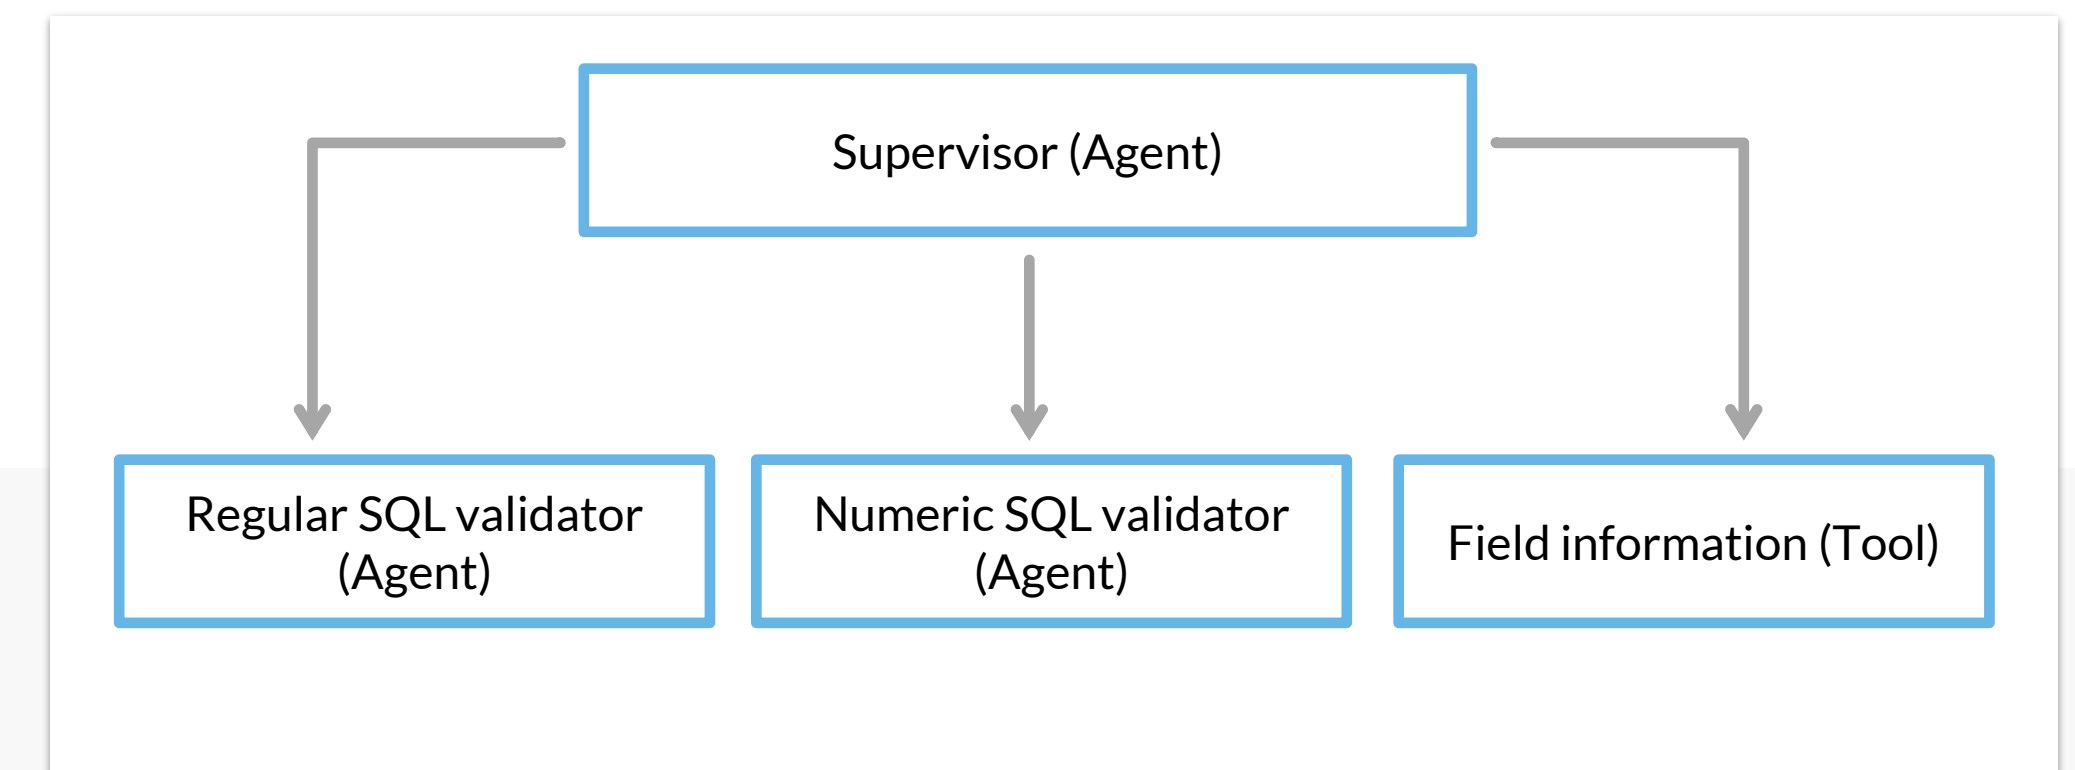 Supervisor (Agent)
Regular SQL validator
(Agent)
Numeric SQL validator
(Agent)
Field information (Tool)